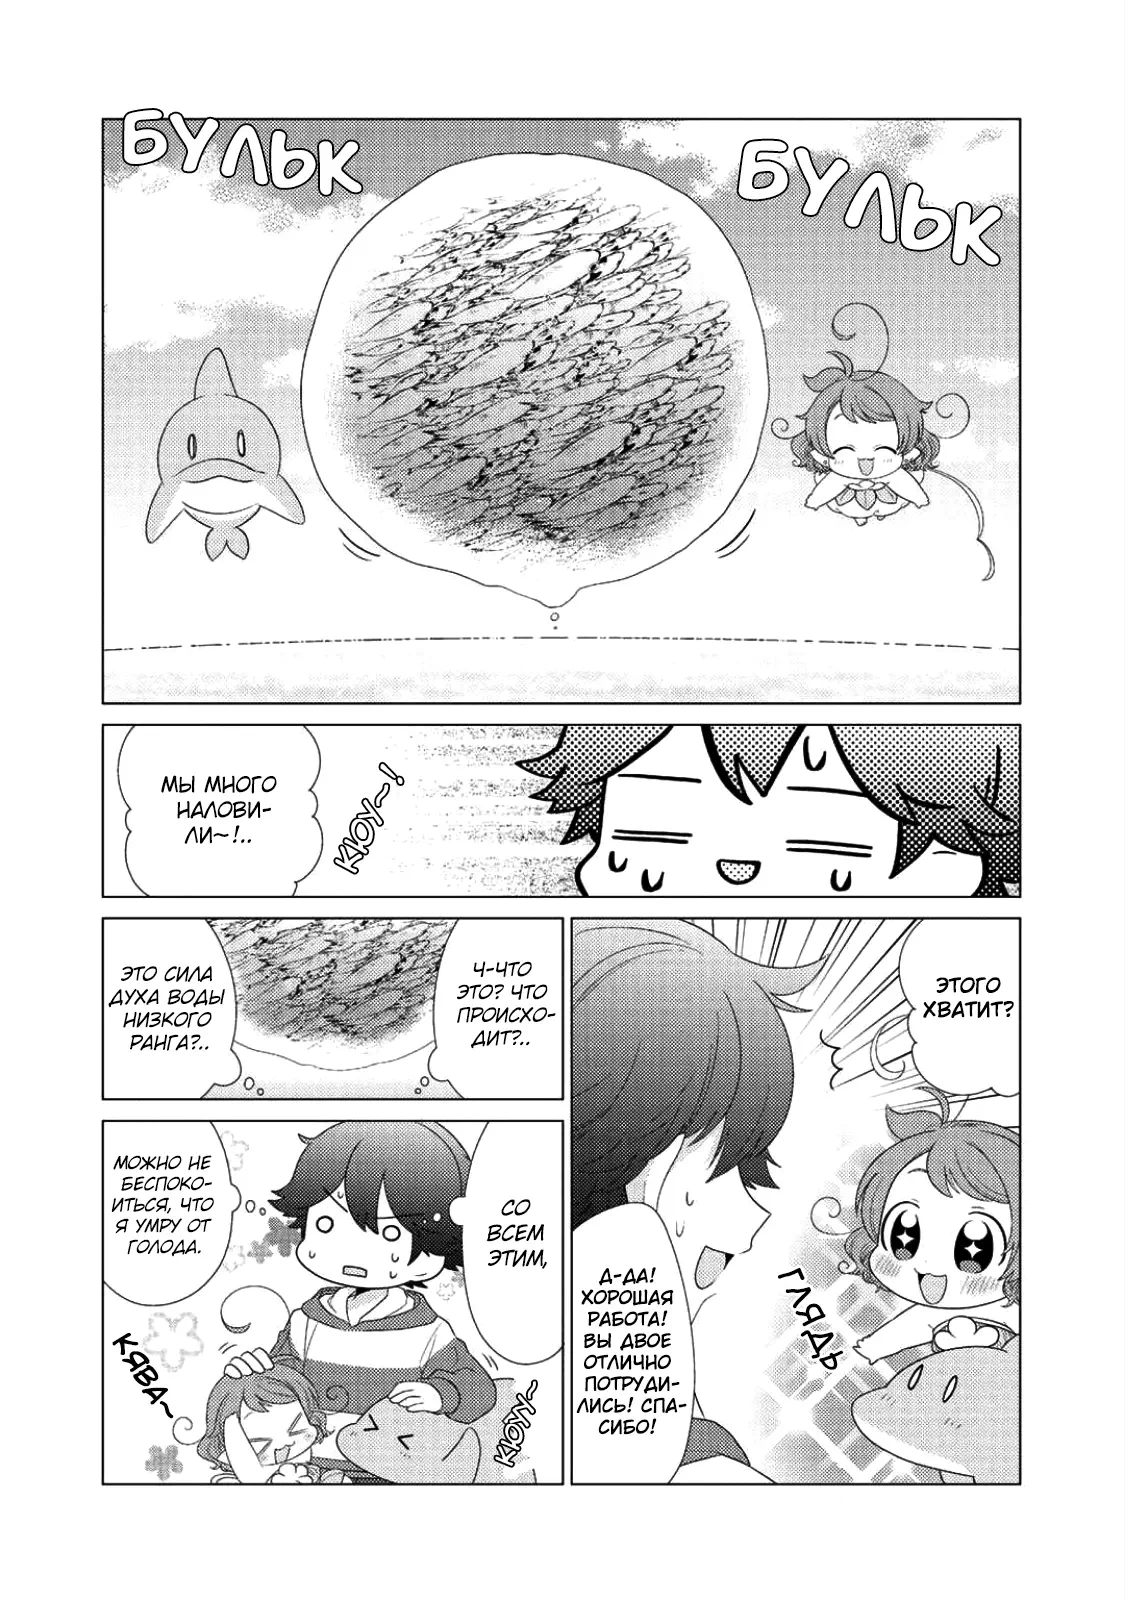 БУЛЬК
БУЛЬК
МЫ МНОГО
НАЛОВИ-
ЛИ~!..
КЮУ~!
Ч-ЧТО
ЭТО? ЧТО
ПРОИСХО-
ДИТ?..
ЭТО СИЛА
ДУХА ВОДЫ
НИЗКОГО
РАНГА?..
ЭТОГО
ХВАТИТ?
ГЛЯДЬ
Д-ДА!
ХОРОШАЯ
РАБОТА!
ВЫ ДВОЕ
ОТЛИЧНО
ПОТРУДИ-
ЛИСЬ! СПА-
СИБО!
СО
ВСЕМ
ЭТИМ,
МОЖНО НЕ
БЕСПОКО-
ИТЬСЯ, ЧТО
Я УМРУ ОТ
ГОЛОДА.
КЯВА~
КЮУУ~